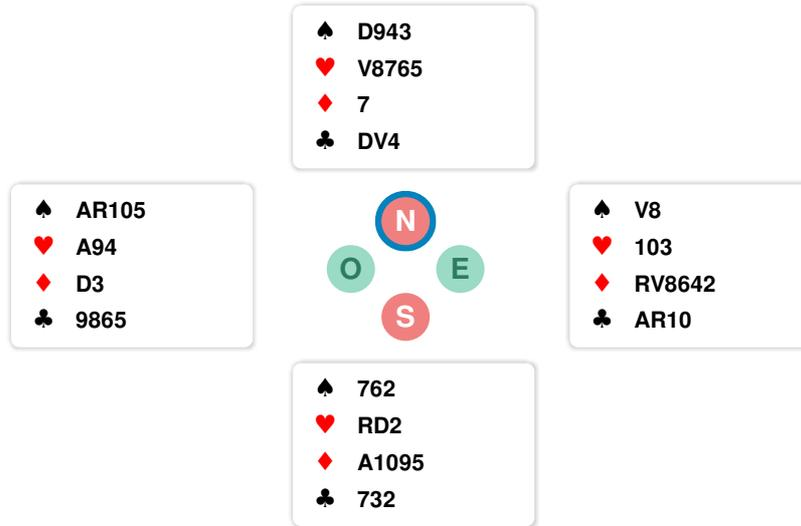 ♠ D943
♥ V8765
♦ 7
♣ DV4
♠ AR105
♥ A94
♦ D3
♣ 9865
N
O E
S
♠ V8
♥ 103
♦ RV8642
♣ AR10
♠ 762
♥ RD2
♦ A1095
♣ 732